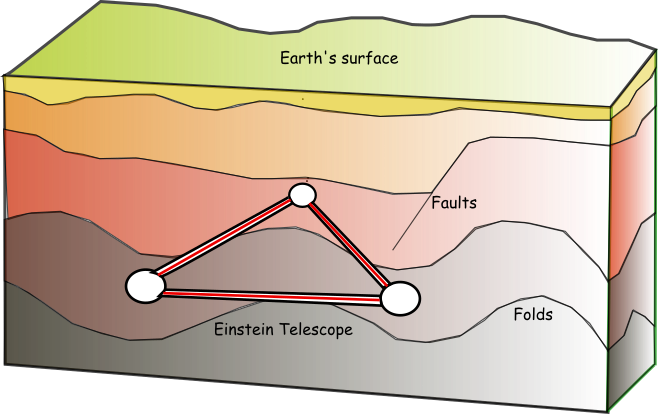 Earth's surface
Faults
Folds
Einstein Telescope